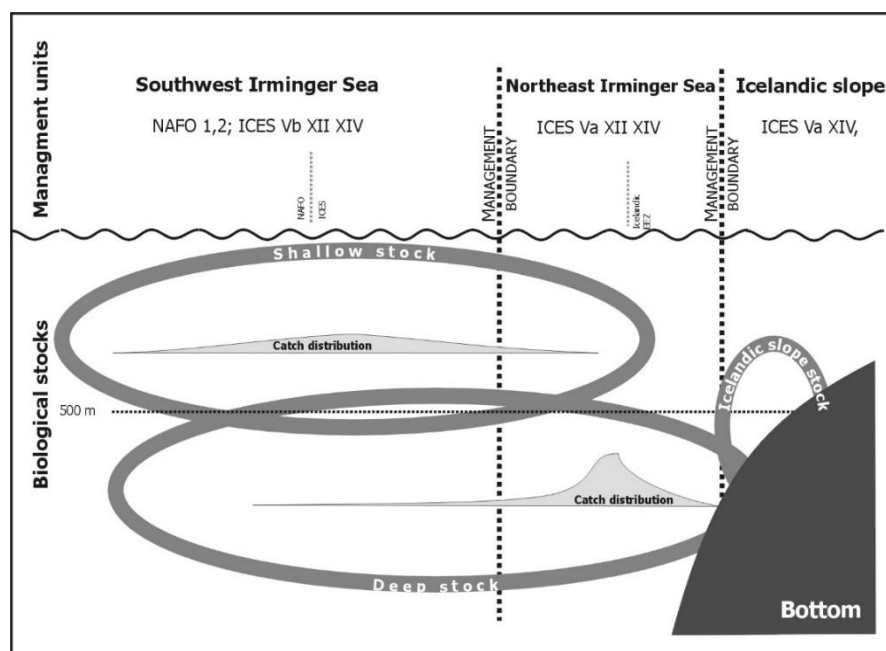 Managment units
Southwest Irminger Sea
NAFO 1,2; ICES Vb XII XIV
NAFO
ICES
MANAGEMENT
BOUNDARY
Northeast Irminger Sea
ICES Va XII XIV
Icelandic
EEZ
MANAGEMENT
BOUNDARY
Icelandic slope
ICES Va XIV,
Biological stocks
Shallow stock
Catch distribution
500 m
Icelandic slope stock
Catch distribution
Deep stock
Bottom